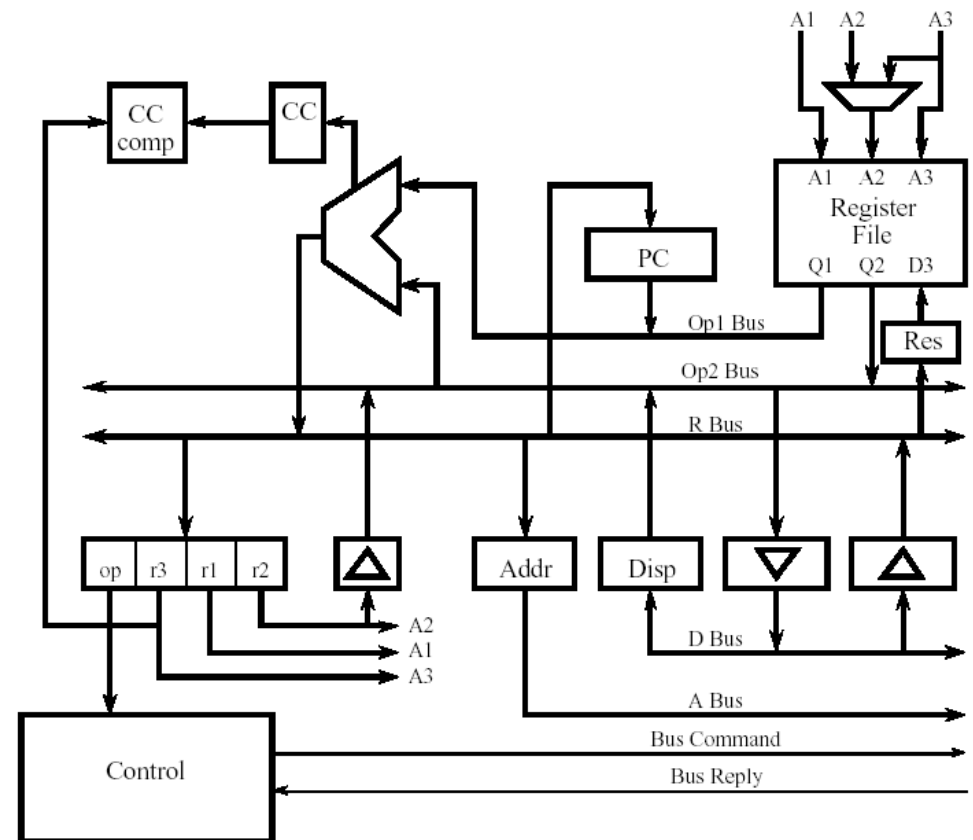 A1 A2 A3
CC
comp
CC
A1 A2 A3
Register
File
Q1 Q2 D3
PC
Op1 Bus
Res
Op2 Bus
R Bus
op r3 r1 r2
Addr
Disp
A2
D Bus
A1
A3
A Bus
Bus Command
Control
Bus Reply